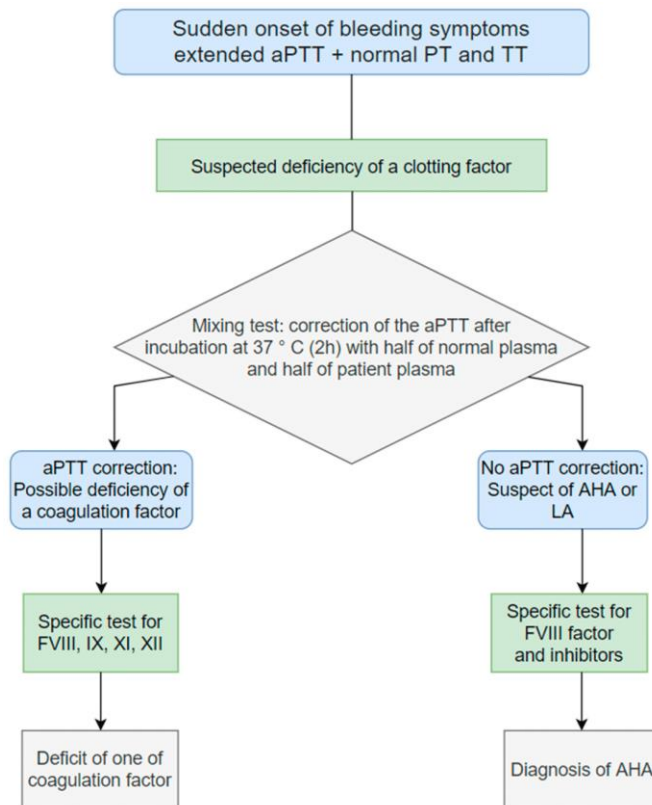 Sudden onset of bleeding symptoms
extended aPTT + normal PT and TT
Suspected deficiency of a clotting factor
Mixing test: correction of the aPTT after
incubation at 37 ° C (2h) with half of normal plasma
and half of patient plasma
aPTT correction:
Possible deficiency of
a coagulation factor
No aPTT correction:
Suspect of AHA or
LA
Specific test for
FVIII, IX, XI, XII
Specific test for
FVIII factor
and inhibitors
Deficit of one of
coagulation factor
Diagnosis of AHA